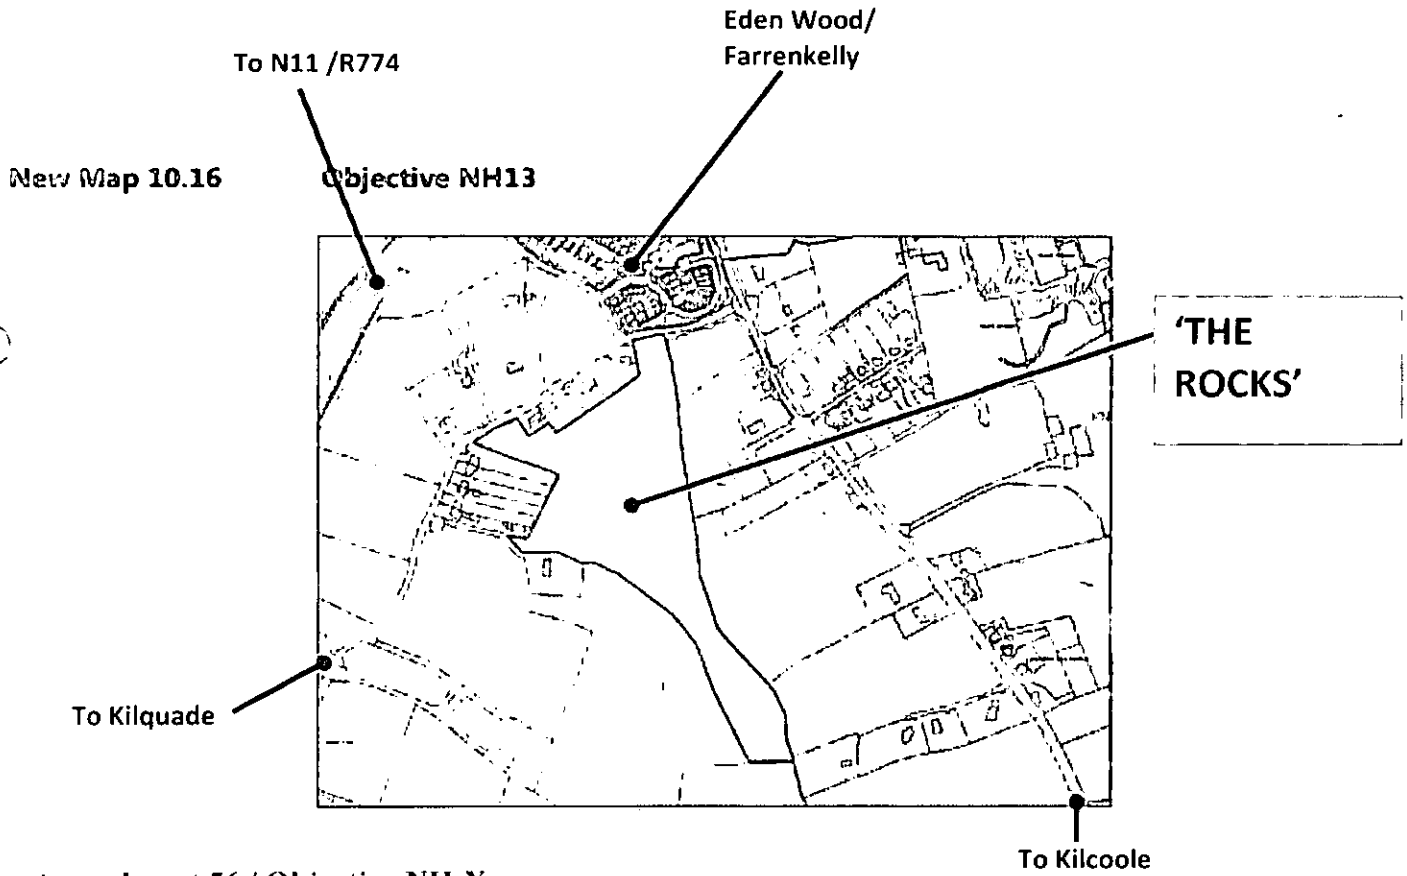 Eden Wood/
Farrenkelly
To N11 /R774
New Map 10.16 Objective NH13
'THE
ROCKS'
To Kilquade
To Kilcoole